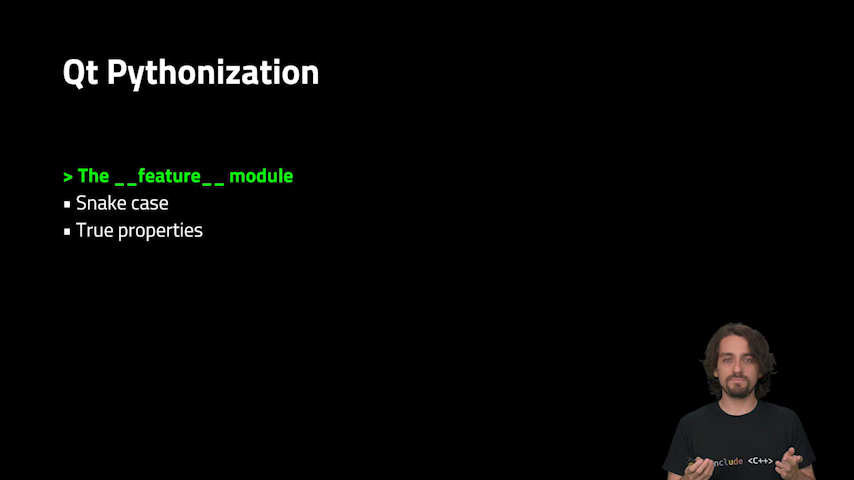 Qt Pythonization
> The __feature__ module
▪ Snake case
▪ True properties
<C++>